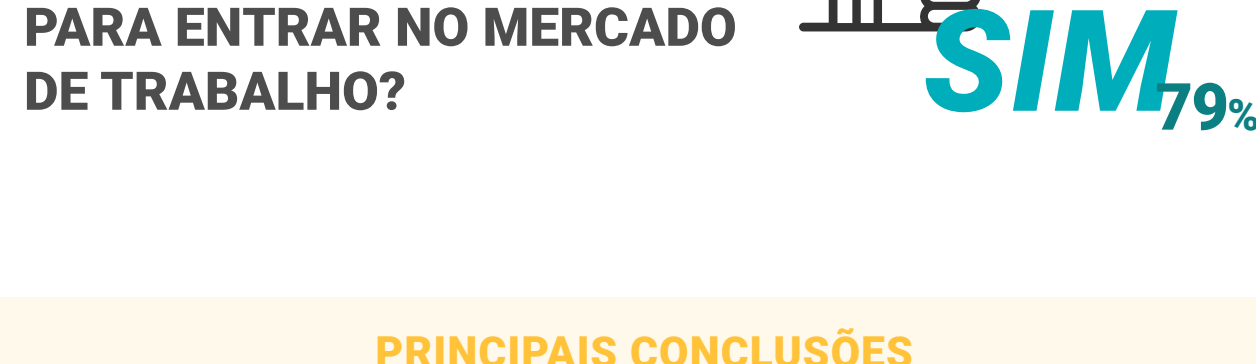 PARA ENTRAR NO MERCADO
DE TRABALHO?
SIM
79%
PRINCIPAIS CONCLUSÕES